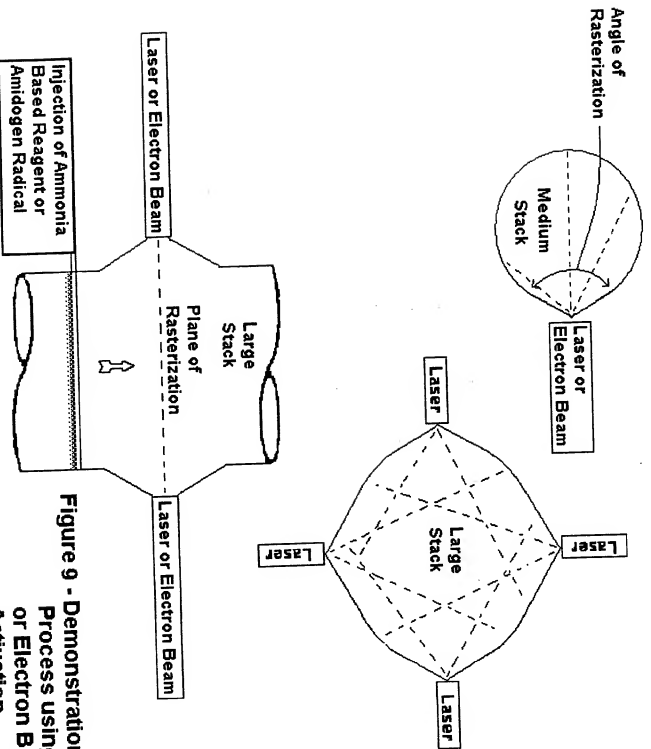 Angle of
Rasterization
Medium
Stack
Laser or
Electron Beam
Laser
Laser
Large
Stack
Laser
Laser
Laser or Electron Beam
Large
Stack
Plane of
Rasterization
Laser or Electron Beam
Injection of Ammonia
Based Reagent or
Amidogen Radical
Figure 9 - Demonstration
Process using
or Electron B